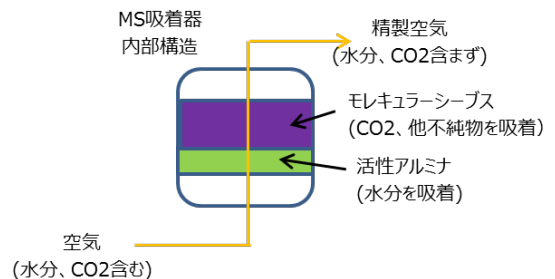 MS吸着器
内部構造
精製空気
(水分、CO2含まず)
モレキュラーシーブス
(CO2、他不純物を吸着)
活性アルミナ
(水分を吸着)
空気
(水分、CO2含む)